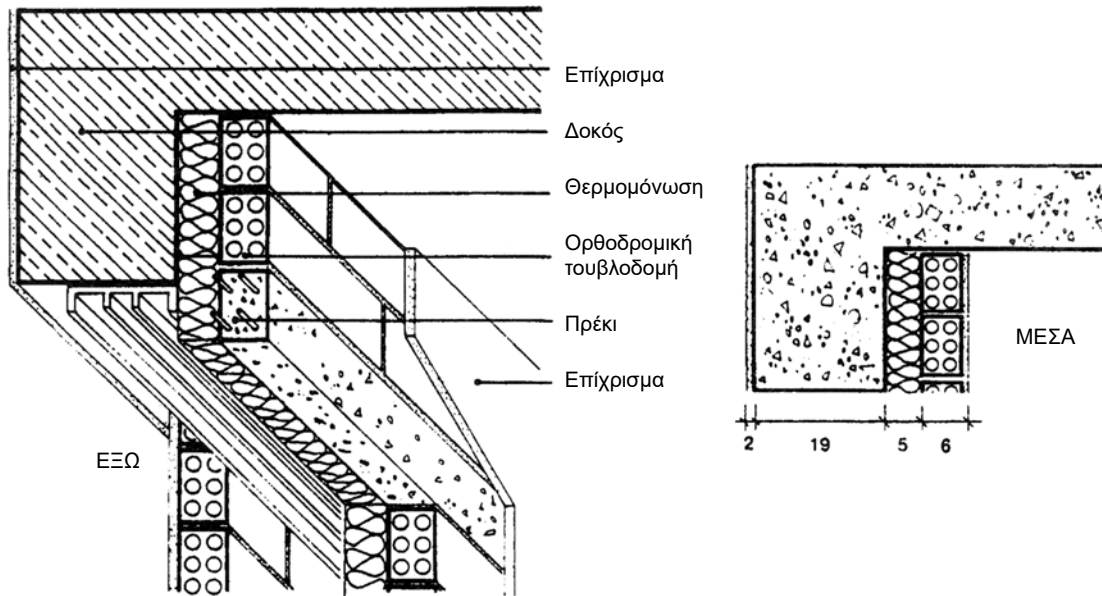 Επίχρισμα
Δοκός
Θερμομόνωση
Ορθοδρομική
τουβλοδομή
Πρέκι
Επίχρισμα
ΕΞΩ
ΜΕΣΑ
2 19 5 6